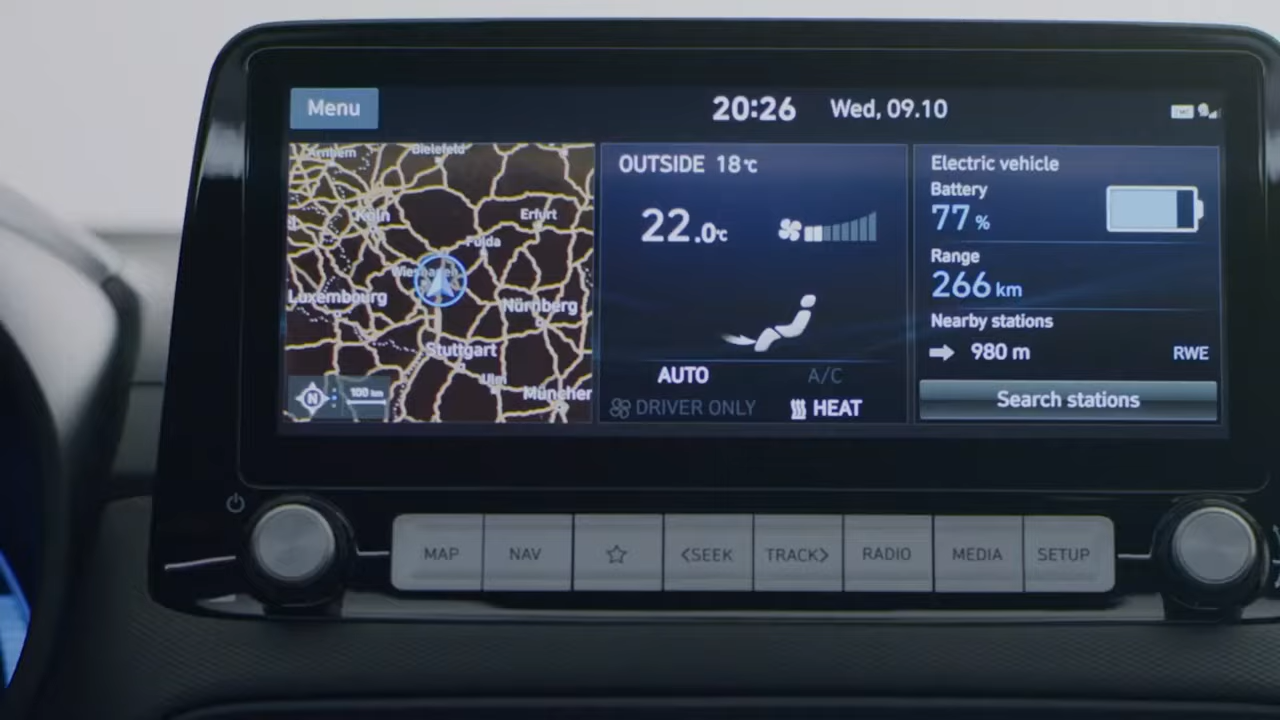 Menu
20:26 Wed, 09.10
Arnhem
Bielefeld
Köln
Erfurt
Fulda
Wiesbaden
Luxembourg
Nürnberg
Stuttgart
Ulm
München
N
100 km
OUTSIDE 18℃
22.0℃
AUTO
A/C
DRIVER ONLY
HEAT
Electric vehicle
Battery
77 %
Range
266 km
Nearby stations
980 m RWE
Search stations
MAP NAV <SEEK TRACK> RADIO MEDIA SETUP